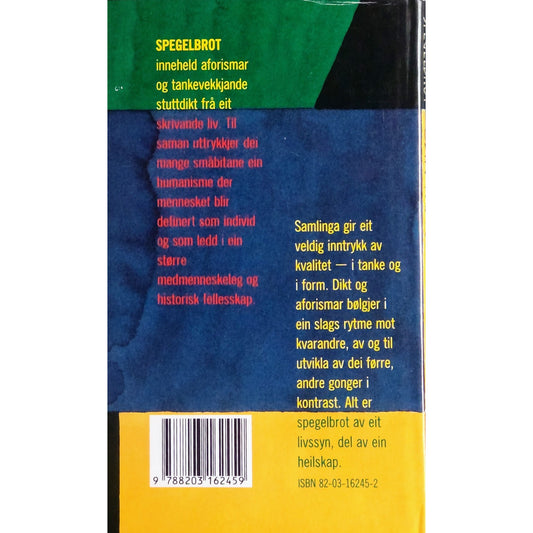 SPEGELBROT
inneheld aforismar
og tankevekkjande
stuttdikt frå eit
skrivande liv. Til
saman uttrykkjer dei
mange småbitane ein
humanisme der
mennesket blir
definert som individ
og som ledd i ein
større
medmenneskeleg og
historisk fellesskap.
Samlinga gir eit
veldig inntrykk av
kvalitet — i tanke og
i form. Dikt og
aforismar bølgjer i
ein slags rytme mot
kvarandre, av og til
utvikla av dei førre,
andre gonger i
kontrast. Alt er
spegelbrot av eit
livssyn, del av ein
heilskap.
ISBN 82-03-16245-2
9 788203 162459